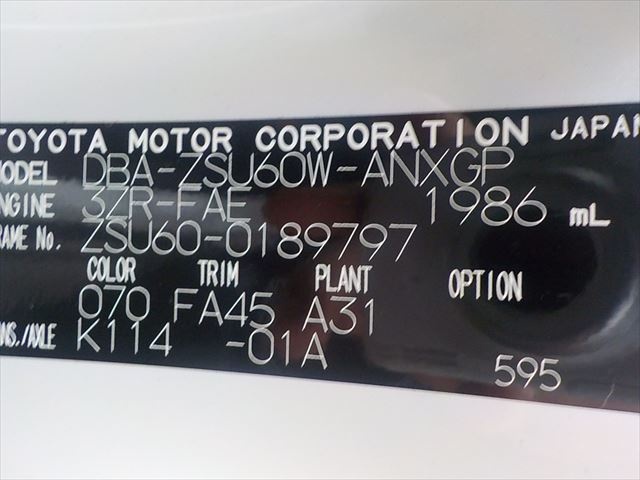 TOYOTA MOTOR CORPORATION JAPAN
MODEL DBA-ZSU60W-ANXGP
ENGINE 3ZR-FAE 1986 mL
FRAME No. ZSU60-0189797
COLOR TRIM PLANT OPTION
070 FA45 A31
TRANS./AXLE K114 -01A
595